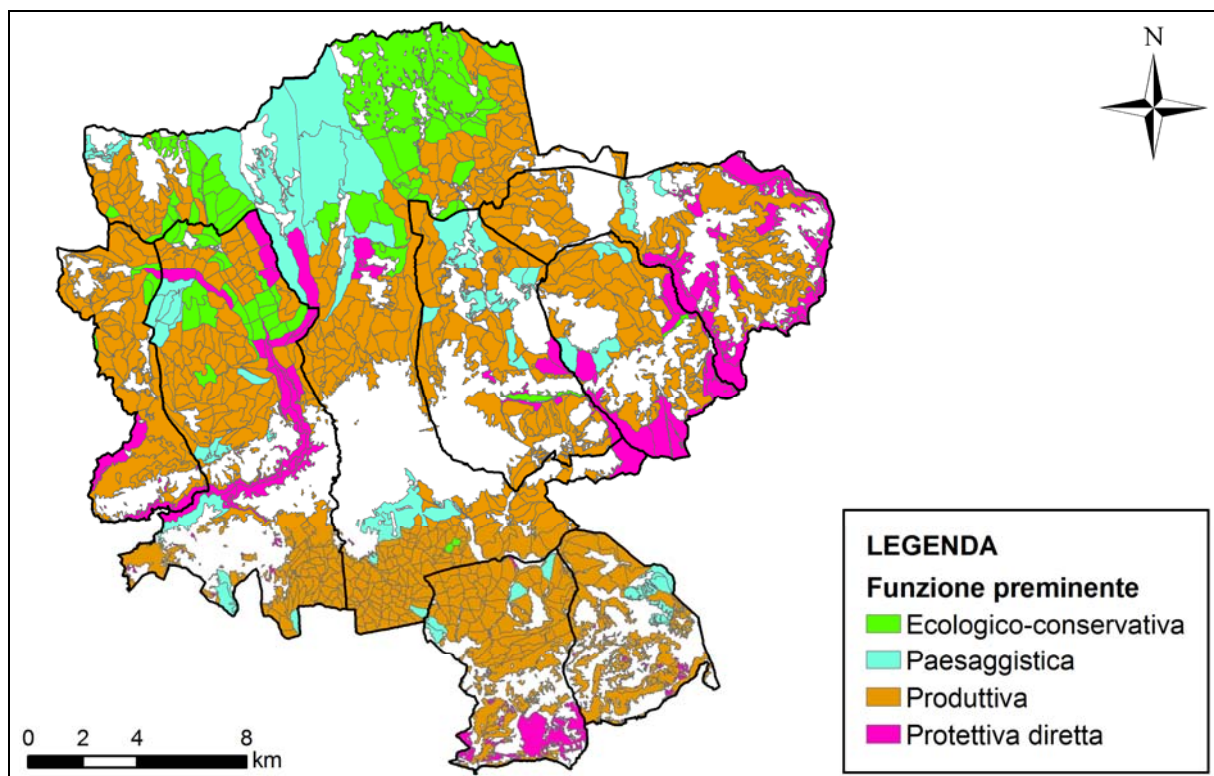 N
LEGENDA
Funzione preminente
Ecologico-conservativa
Paesaggistica
Produttiva
Protettiva diretta
0 2 4 8
km